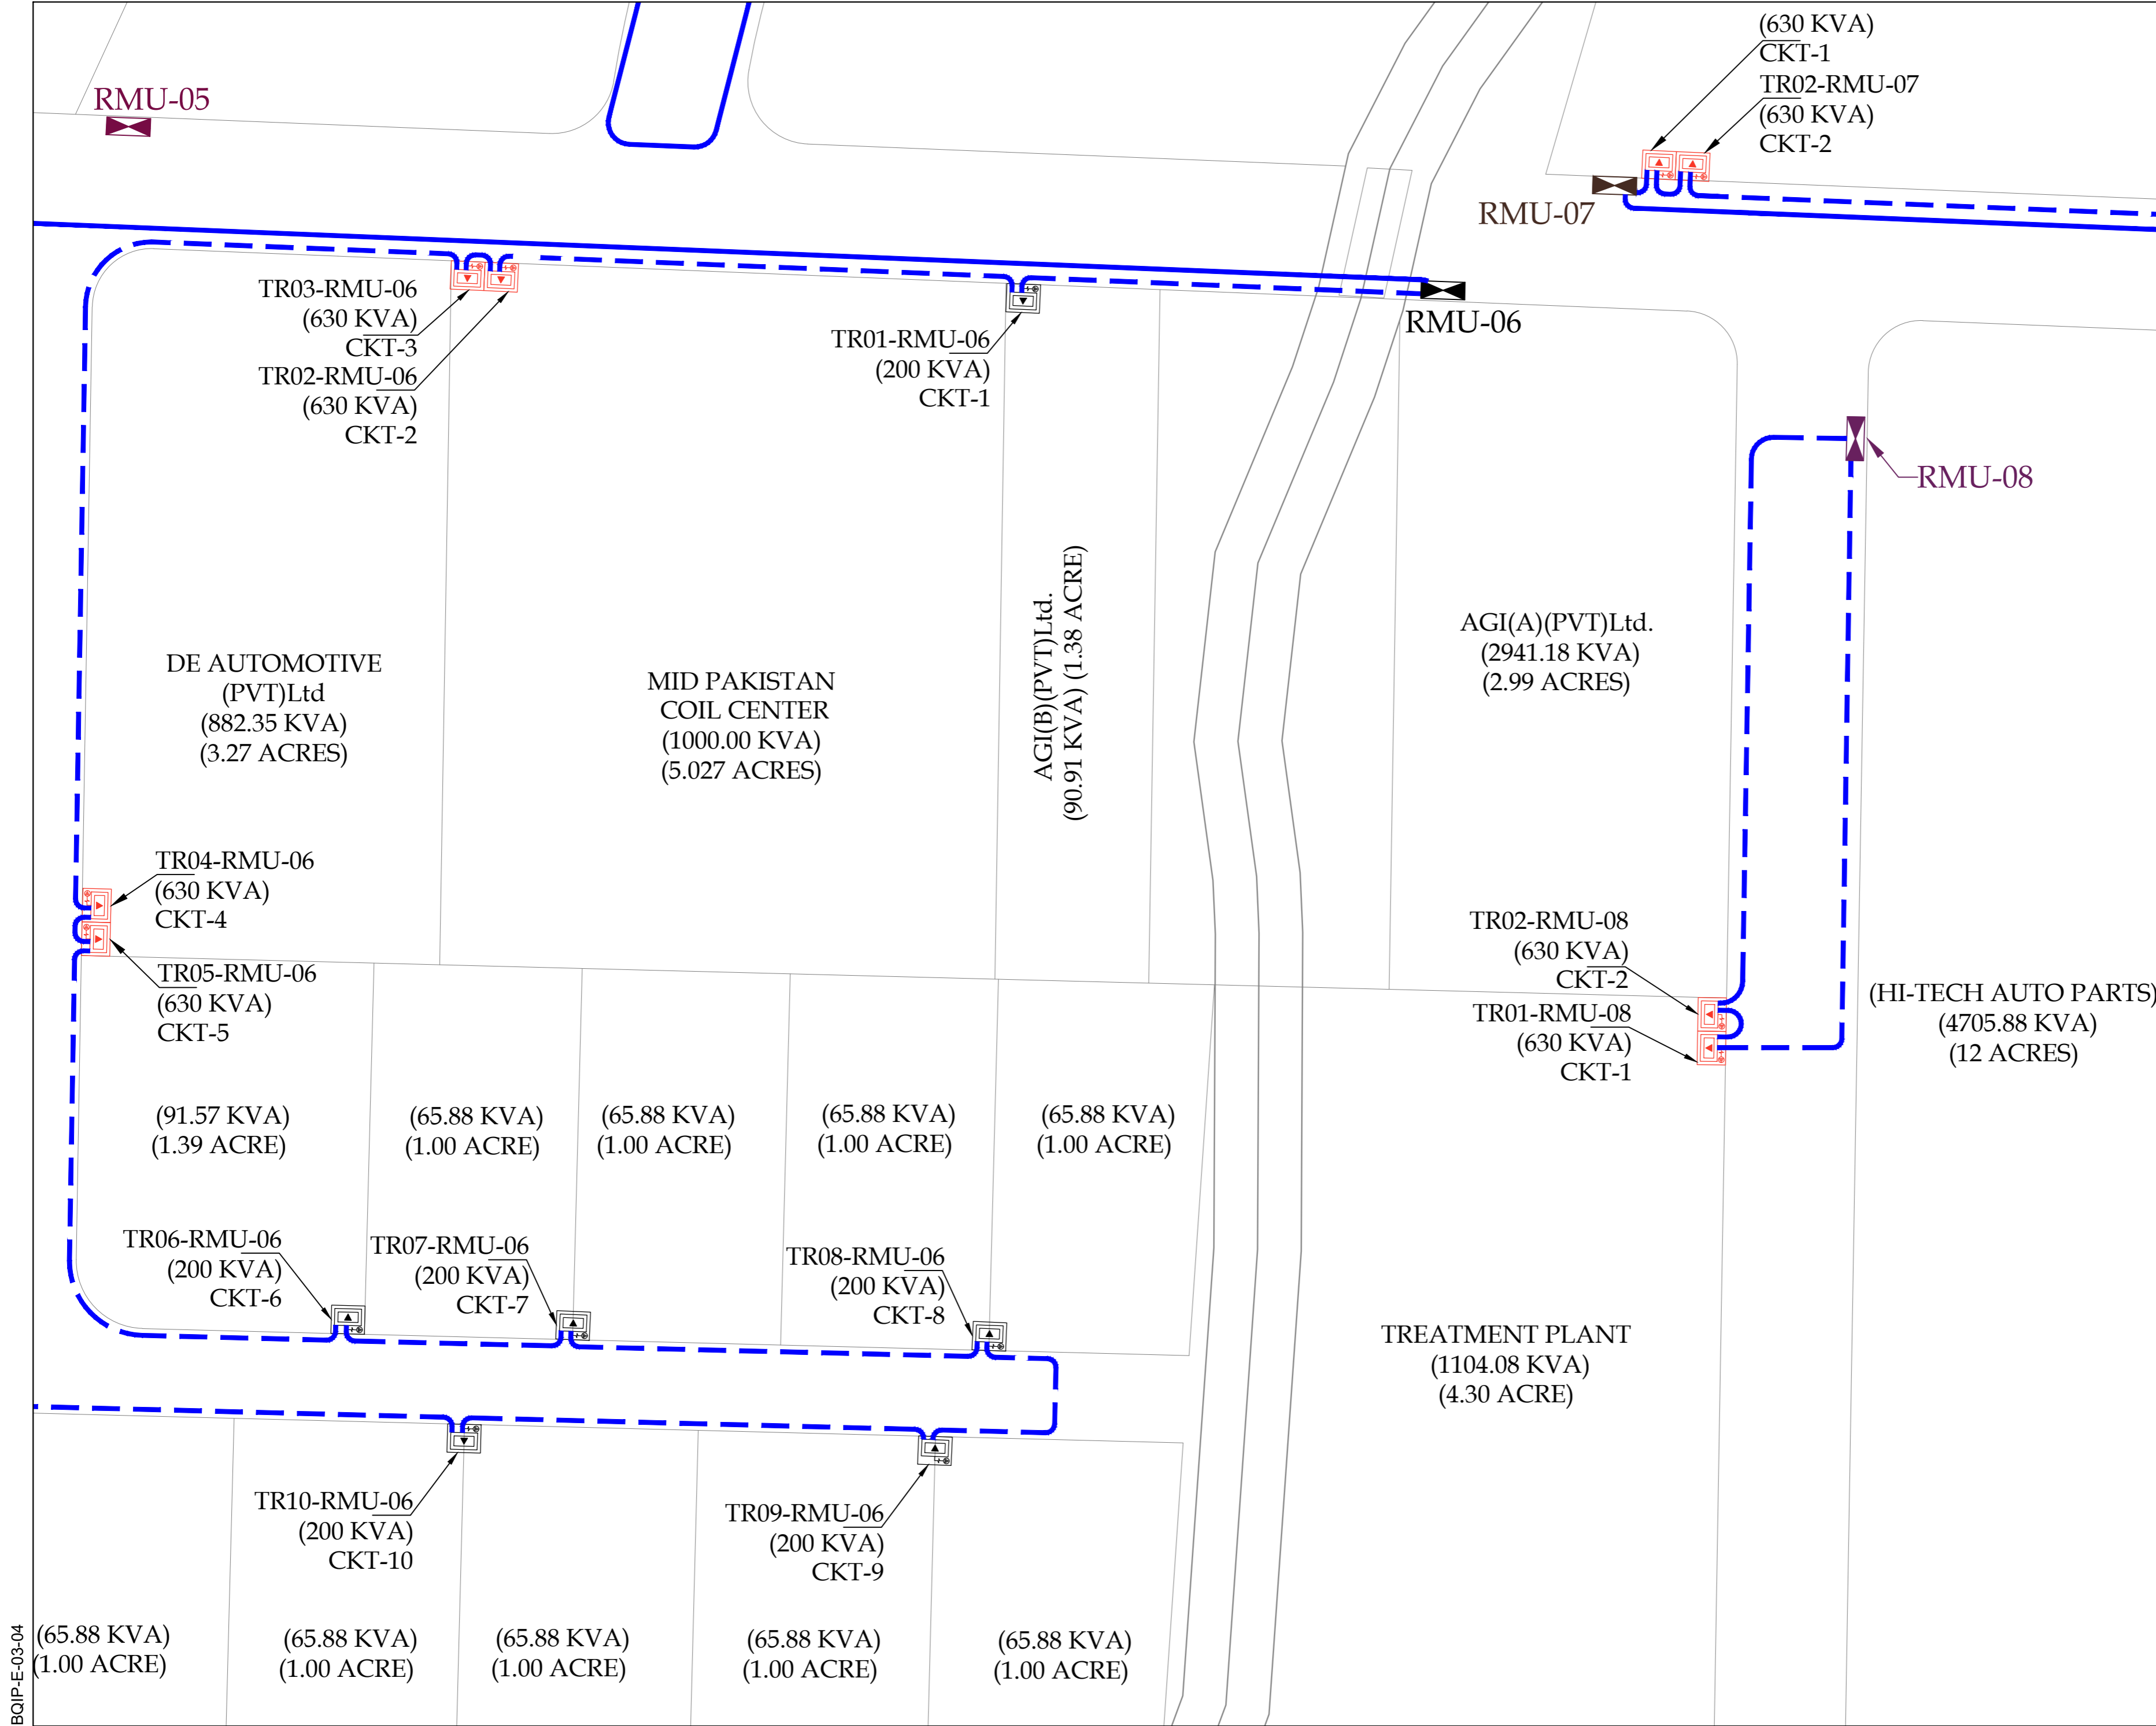 (630 KVA)
CKT-1
TR02-RMU-07
(630 KVA)
CKT-2
RMU-05
RMU-07
TR03-RMU-06
(630 KVA)
CKT-3
TR02-RMU-06
(630 KVA)
CKT-2
TR01-RMU-06
(200 KVA)
CKT-1
RMU-06
RMU-08
DE AUTOMOTIVE
(PVT)Ltd
(882.35 KVA)
(3.27 ACRES)
MID PAKISTAN
COIL CENTER
(1000.00 KVA)
(5.027 ACRES)
AGI(B)(PVT)Ltd.
(90.91 KVA) (1.38 ACRE)
AGI(A)(PVT)Ltd.
(2941.18 KVA)
(2.99 ACRES)
TR04-RMU-06
(630 KVA)
CKT-4
TR05-RMU-06
(630 KVA)
CKT-5
TR02-RMU-08
(630 KVA)
CKT-2
TR01-RMU-08
(630 KVA)
CKT-1
(HI-TECH AUTO PARTS)
(4705.88 KVA)
(12 ACRES)
(91.57 KVA)
(1.39 ACRE)
(65.88 KVA)
(1.00 ACRE)
(65.88 KVA)
(1.00 ACRE)
(65.88 KVA)
(1.00 ACRE)
(65.88 KVA)
(1.00 ACRE)
TR06-RMU-06
(200 KVA)
CKT-6
TR07-RMU-06
(200 KVA)
CKT-7
TR08-RMU-06
(200 KVA)
CKT-8
TREATMENT PLANT
(1104.08 KVA)
(4.30 ACRE)
TR10-RMU-06
(200 KVA)
CKT-10
TR09-RMU-06
(200 KVA)
CKT-9
(65.88 KVA)
(1.00 ACRE)
(65.88 KVA)
(1.00 ACRE)
(65.88 KVA)
(1.00 ACRE)
(65.88 KVA)
(1.00 ACRE)
(65.88 KVA)
(1.00 ACRE)
BQIP-E-03-04